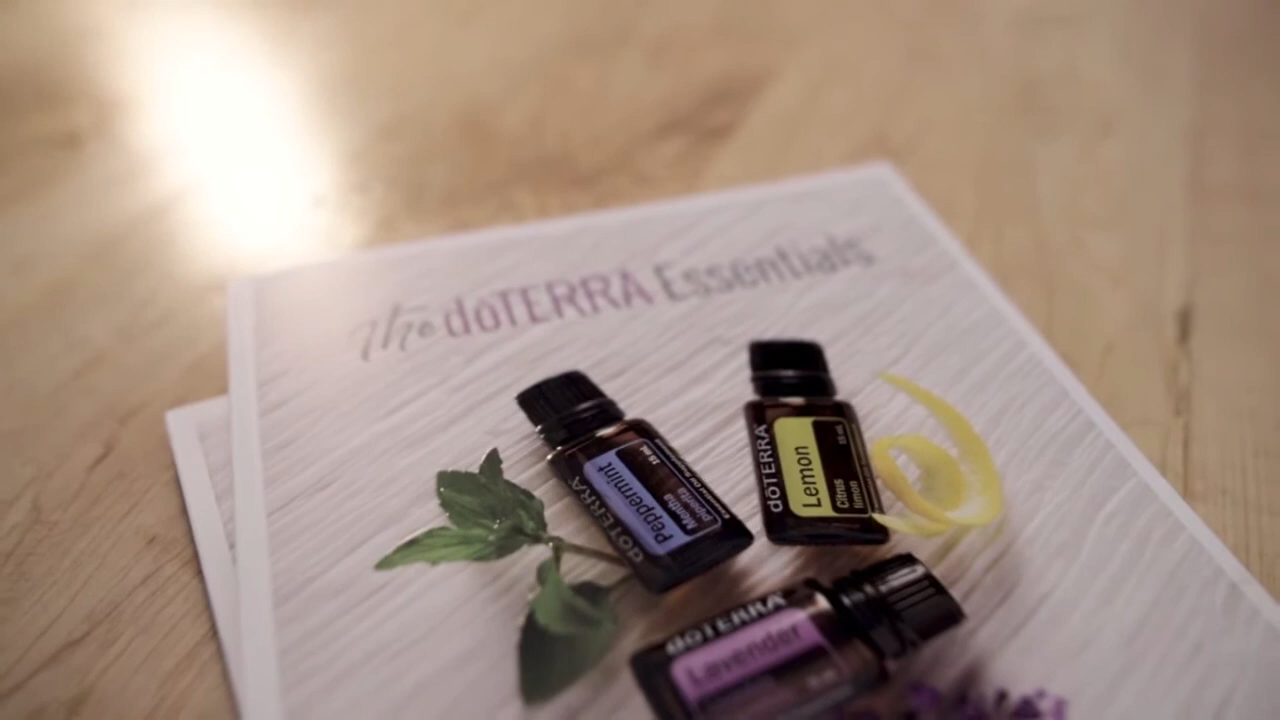 The dōTERRA Essentials
dōTERRA
Peppermint
Mentha
piperita
15 mL
dōTERRA
Lemon
Citrus
limon
15 mL
dōTERRA
Lavender